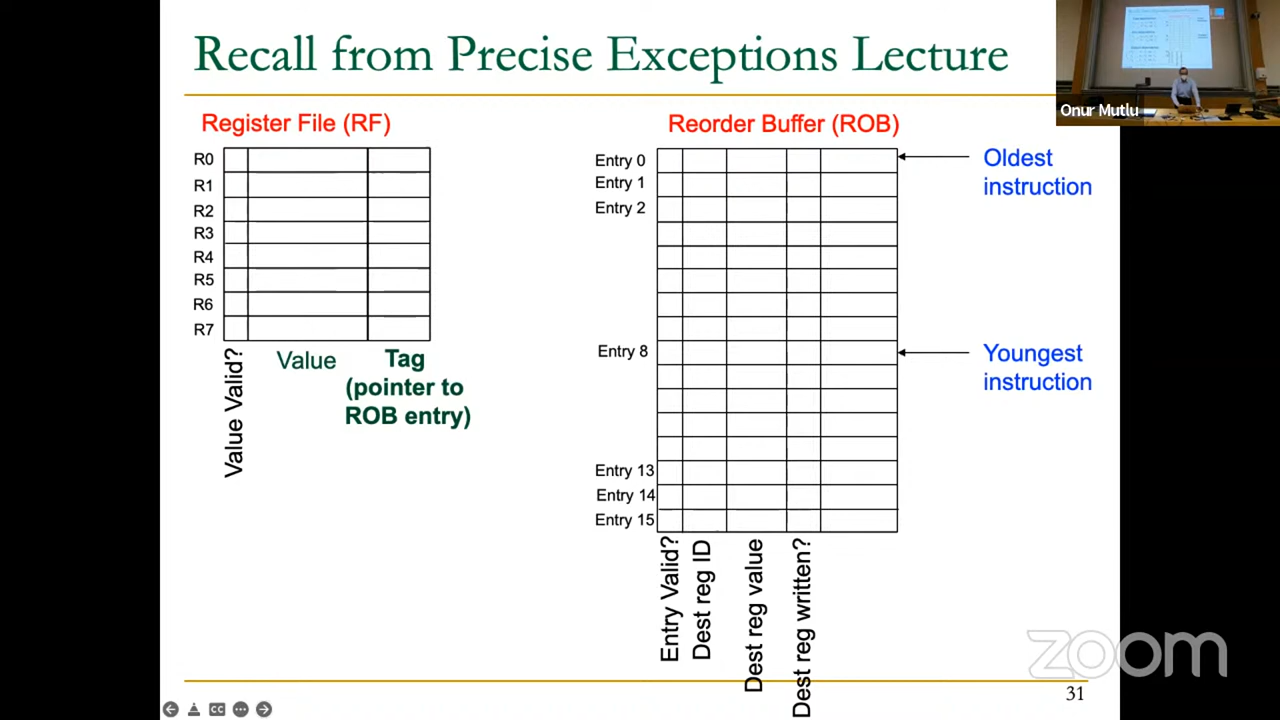 Recall from Precise Exceptions Lecture
Onur Mutlu
Register File (RF)
R0
R1
R2
R3
R4
R5
R6
R7
Value Valid?
Value
Tag
(pointer to
ROB entry)
Reorder Buffer (ROB)
Entry 0
Entry 1
Entry 2
Entry 8
Entry 13
Entry 14
Entry 15
Entry Valid?
Dest reg ID
Dest reg value
Dest reg written?
Oldest
instruction
Youngest
instruction
zoom
CC
31